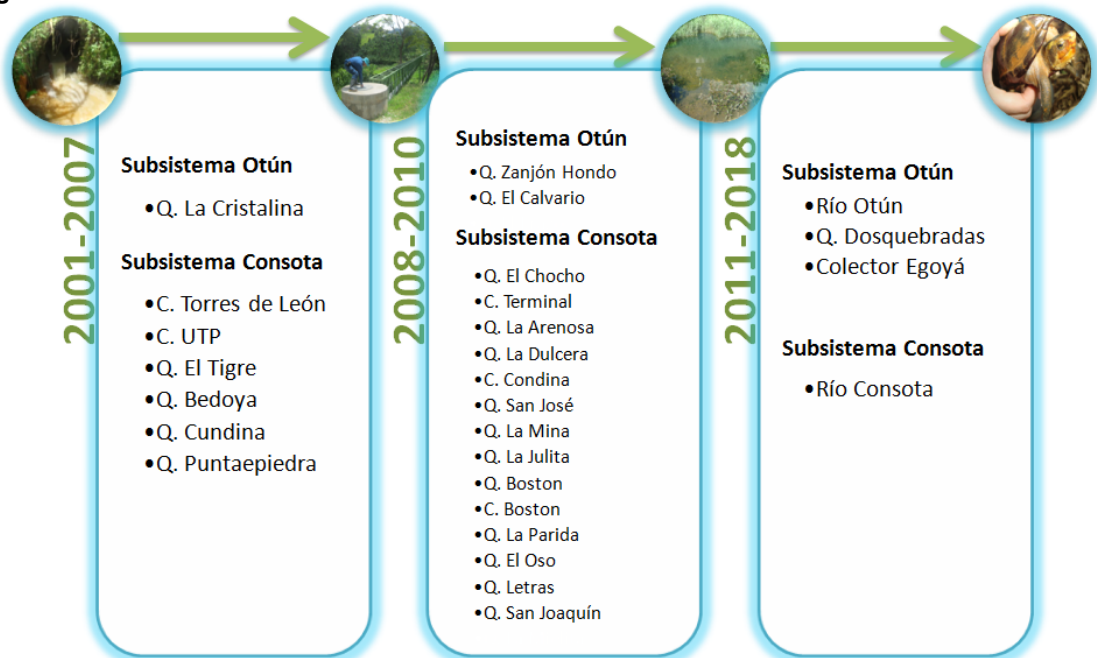 2001-2007
Subsistema Otún
•Q. La Cristalina
Subsistema Consota
•C. Torres de León
•C. UTP
•Q. El Tigre
•Q. Bedoya
•Q. Cundina
•Q. Puntaepiedra
2008-2010
Subsistema Otún
•Q. Zanjón Hondo
•Q. El Calvario
Subsistema Consota
•Q. El Chocho
•C. Terminal
•Q. La Arenosa
•Q. La Dulcera
•C. Condina
•Q. San José
•Q. La Mina
•Q. La Julita
•Q. Boston
•C. Boston
•Q. La Parida
•Q. El Oso
•Q. Letras
•Q. San Joaquín
2011-2018
Subsistema Otún
•Río Otún
•Q. Dosquebradas
•Colector Egoyá
Subsistema Consota
•Río Consota